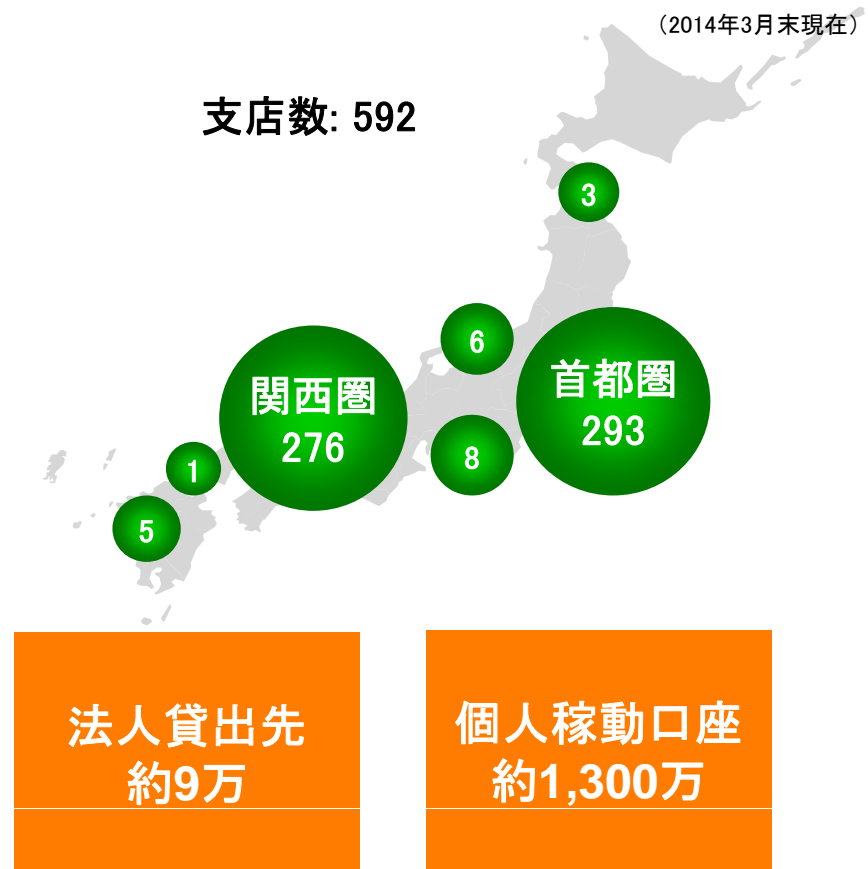 （2014年3月末現在）
支店数: 592
3
6
首都圏
293
関西圏
276
8
1
5
法人貸出先
約9万
個人稼動口座
約1,300万